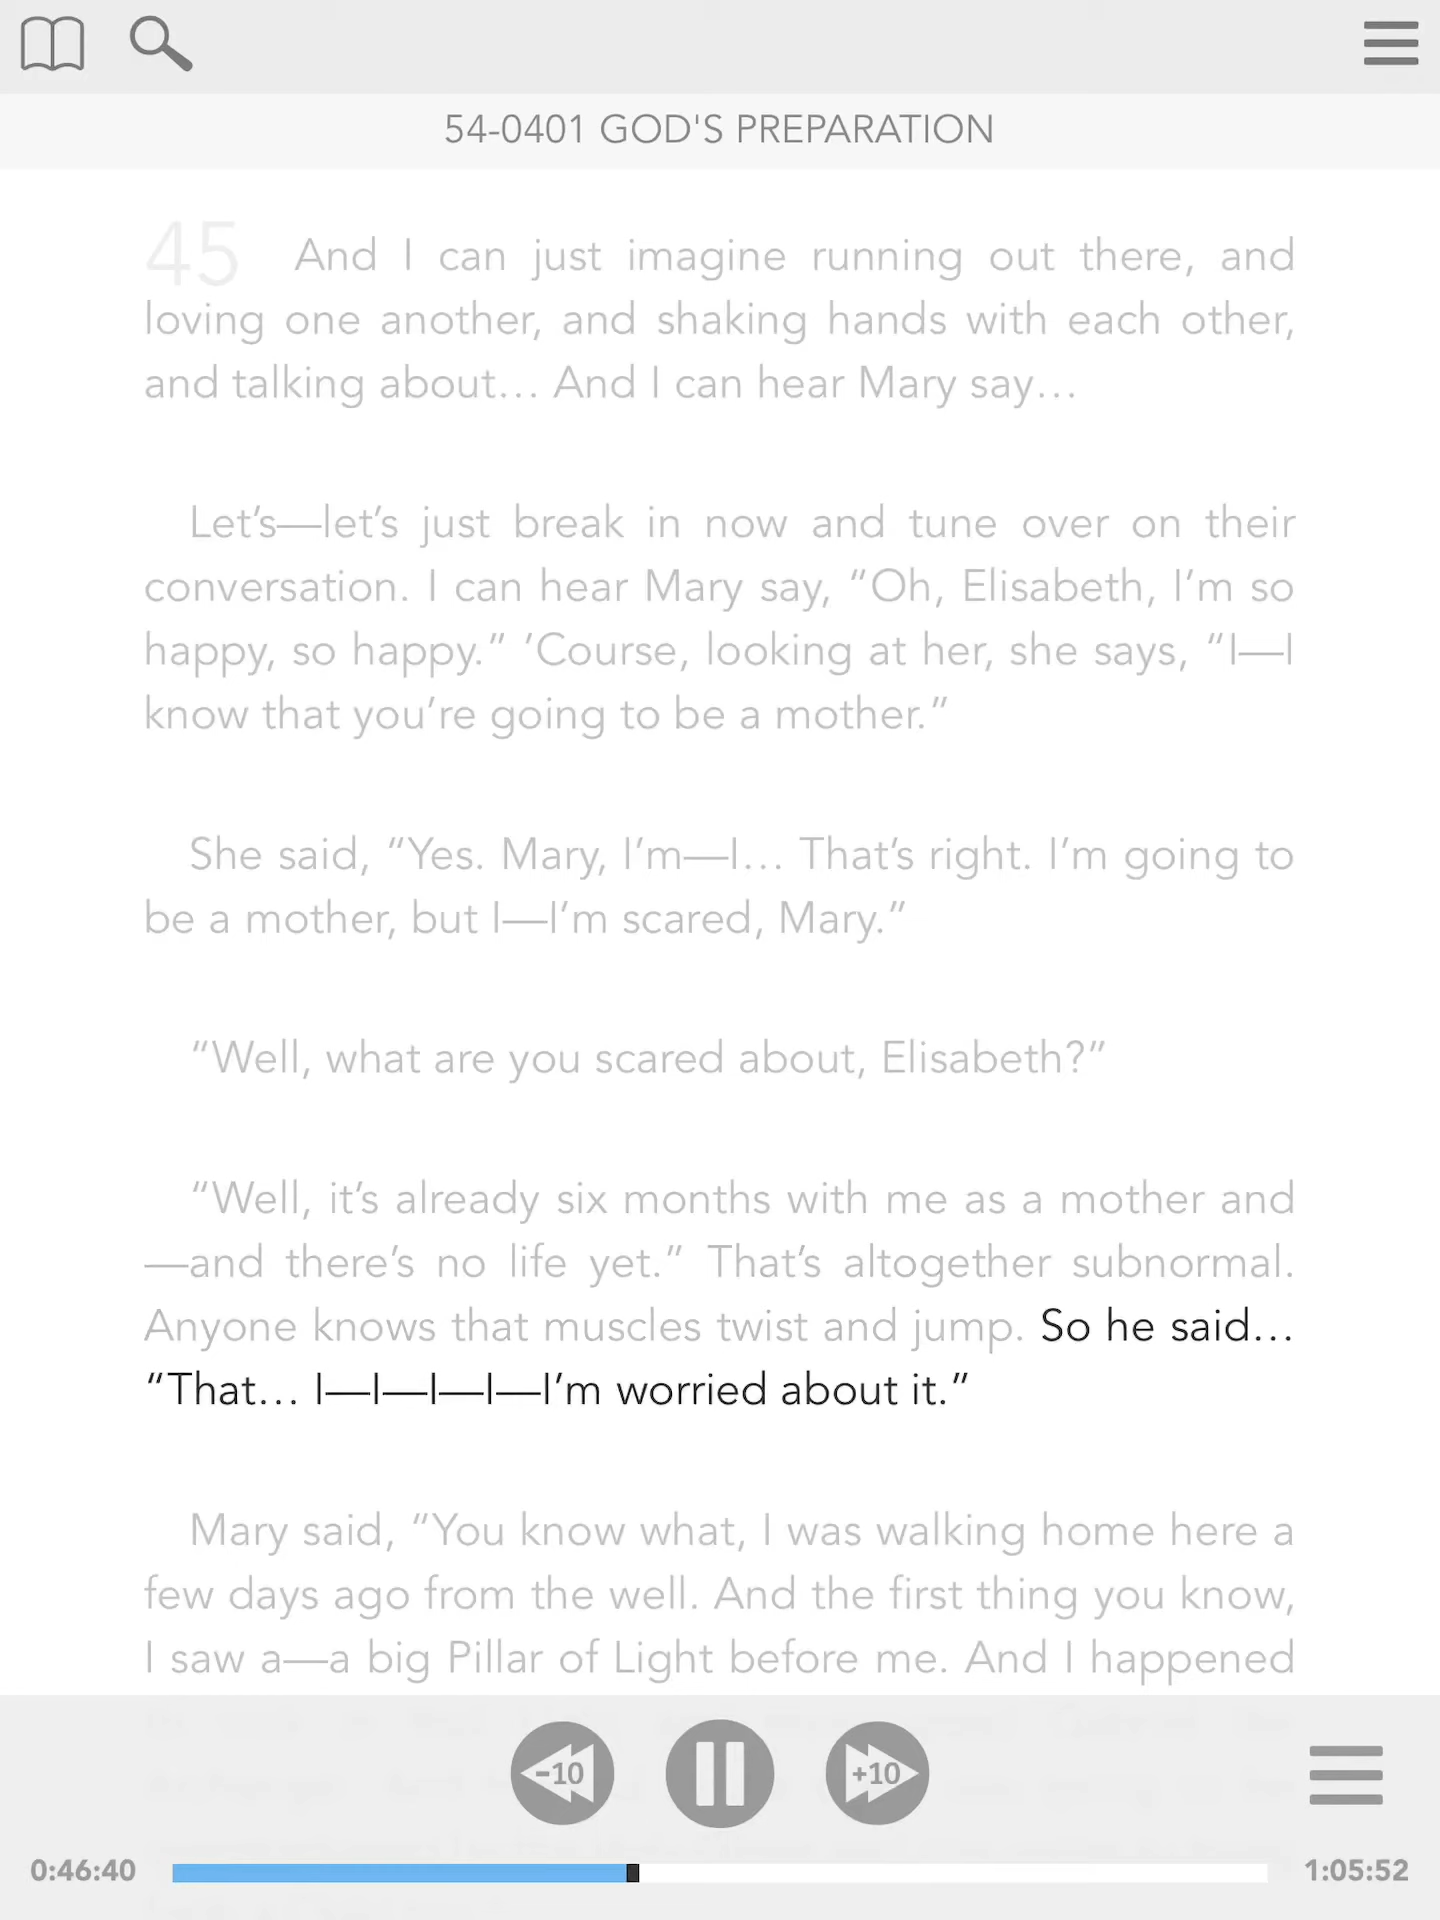 54-0401 GOD'S PREPARATION
45 And I can just imagine running out there, and
loving one another, and shaking hands with each other,
and talking about… And I can hear Mary say…
Let’s—let’s just break in now and tune over on their
conversation. I can hear Mary say, “Oh, Elisabeth, I’m so
happy, so happy.” ’Course, looking at her, she says, “I—I
know that you’re going to be a mother.”
She said, “Yes. Mary, I’m—I… That’s right. I’m going to
be a mother, but I—I’m scared, Mary.”
“Well, what are you scared about, Elisabeth?”
“Well, it’s already six months with me as a mother and
—and there’s no life yet.” That’s altogether subnormal.
Anyone knows that muscles twist and jump. So he said…
“That… I—I—I—I—I’m worried about it.”
Mary said, “You know what, I was walking home here a
few days ago from the well. And the first thing you know,
I saw a—a big Pillar of Light before me. And I happened
-10 +10
0:46:40 1:05:52